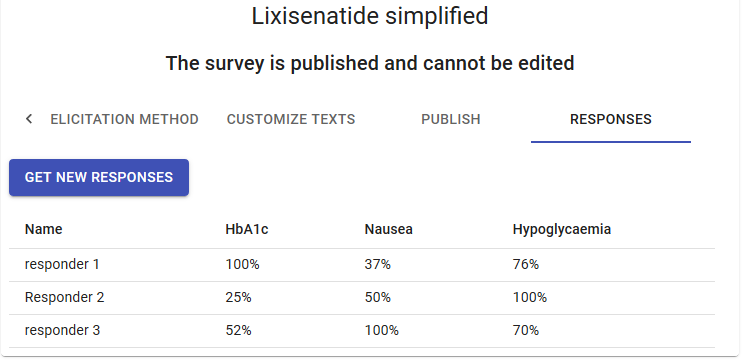 Lixisenatide simplified
The survey is published and cannot be edited
ELICITATION METHOD CUSTOMIZE TEXTS PUBLISH RESPONSES
GET NEW RESPONSES
Name HbA1c Nausea Hypoglycaemia
responder 1 100% 37% 76%
Responder 2 25% 50% 100%
responder 3 52% 100% 70%